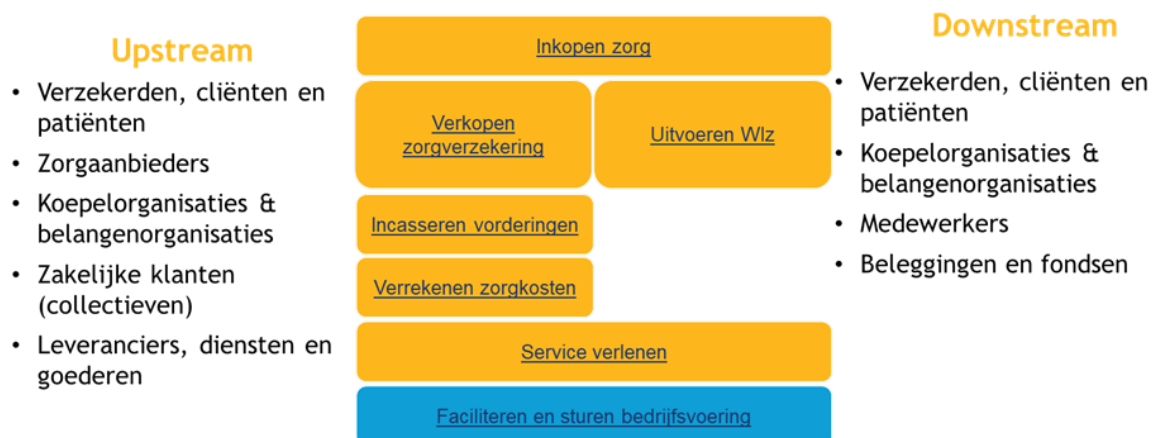 Upstream
• Verzekerden, cliënten en
patiënten
• Zorgaanbieders
• Koepelorganisaties &
belangenorganisaties
• Zakelijke klanten
(collectieven)
• Leveranciers, diensten en
goederen
Inkopen zorg
Verkopen
zorgverzekering
Uitvoeren Wlz
Incasseren vorderingen
Verrekenen zorgkosten
Service verlenen
Faciliteren en sturen bedrijfsvoering
Downstream
• Verzekerden, cliënten en
patiënten
• Koepelorganisaties &
belangenorganisaties
• Medewerkers
• Beleggingen en fondsen